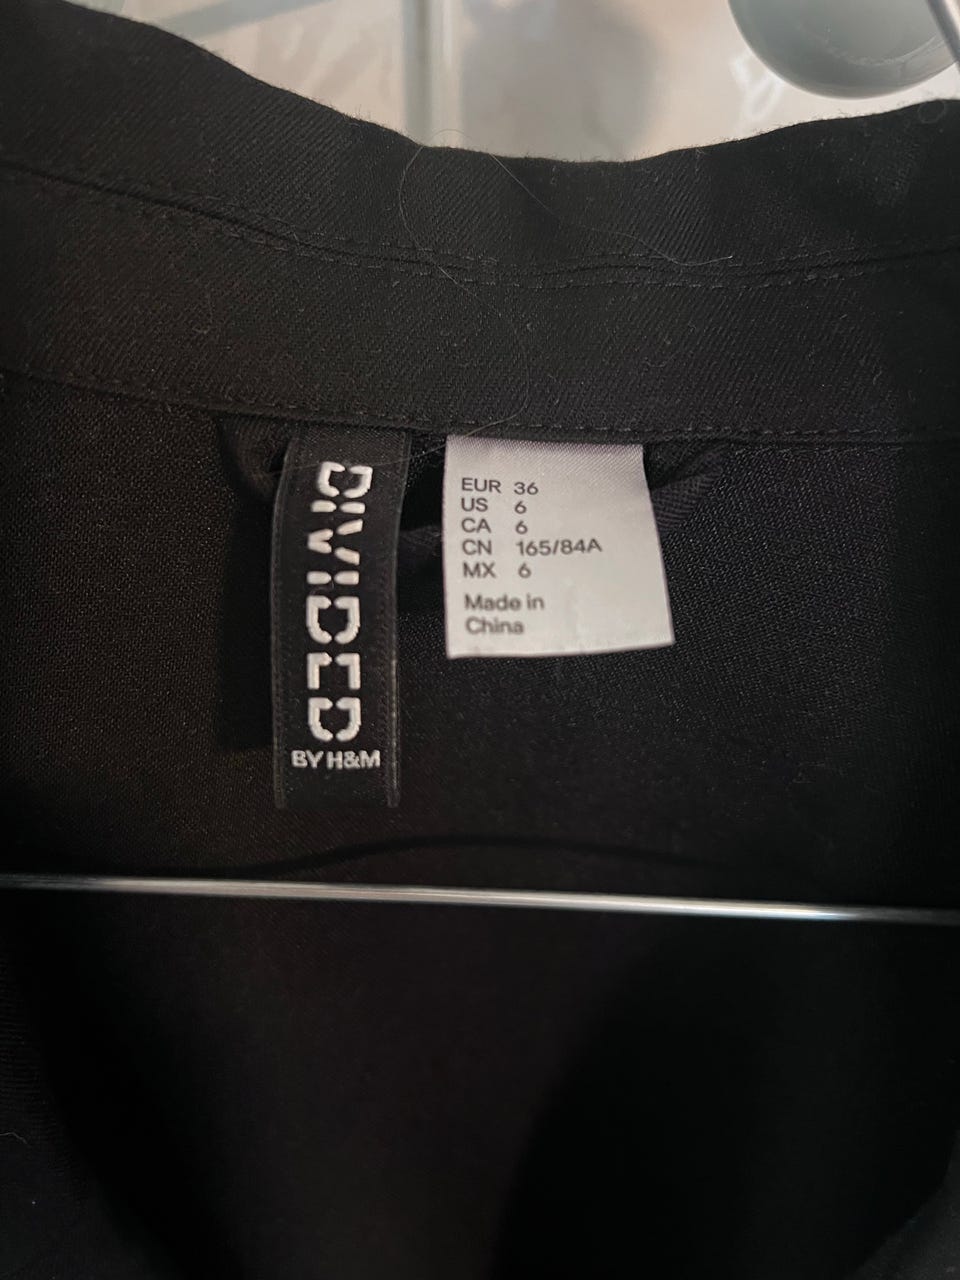 DIVIDED
BY H&M
EUR 36
US 6
CA 6
CN 165/84A
MX 6
Made in
China